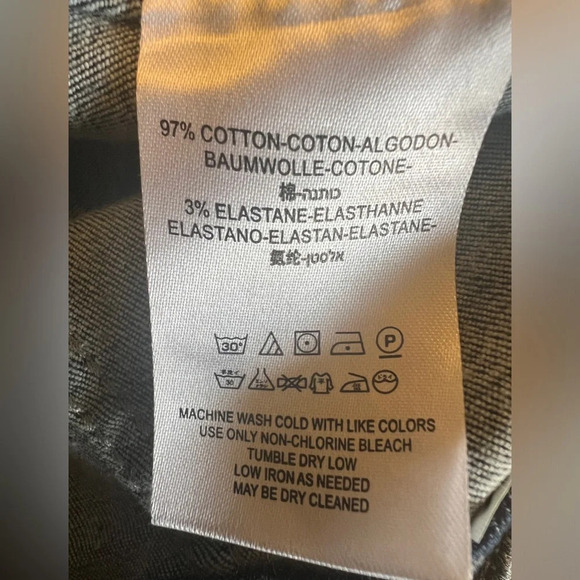 97% COTTON-COTON-ALGODON-
BAUMWOLLE-COTONE-
棉-כותנה
3% ELASTANE-ELASTHANNE
ELASTANO-ELASTAN-ELASTANE-
氨纶-אלסטן
30°
P
30
MACHINE WASH COLD WITH LIKE COLORS
USE ONLY NON-CHLORINE BLEACH
TUMBLE DRY LOW
LOW IRON AS NEEDED
MAY BE DRY CLEANED